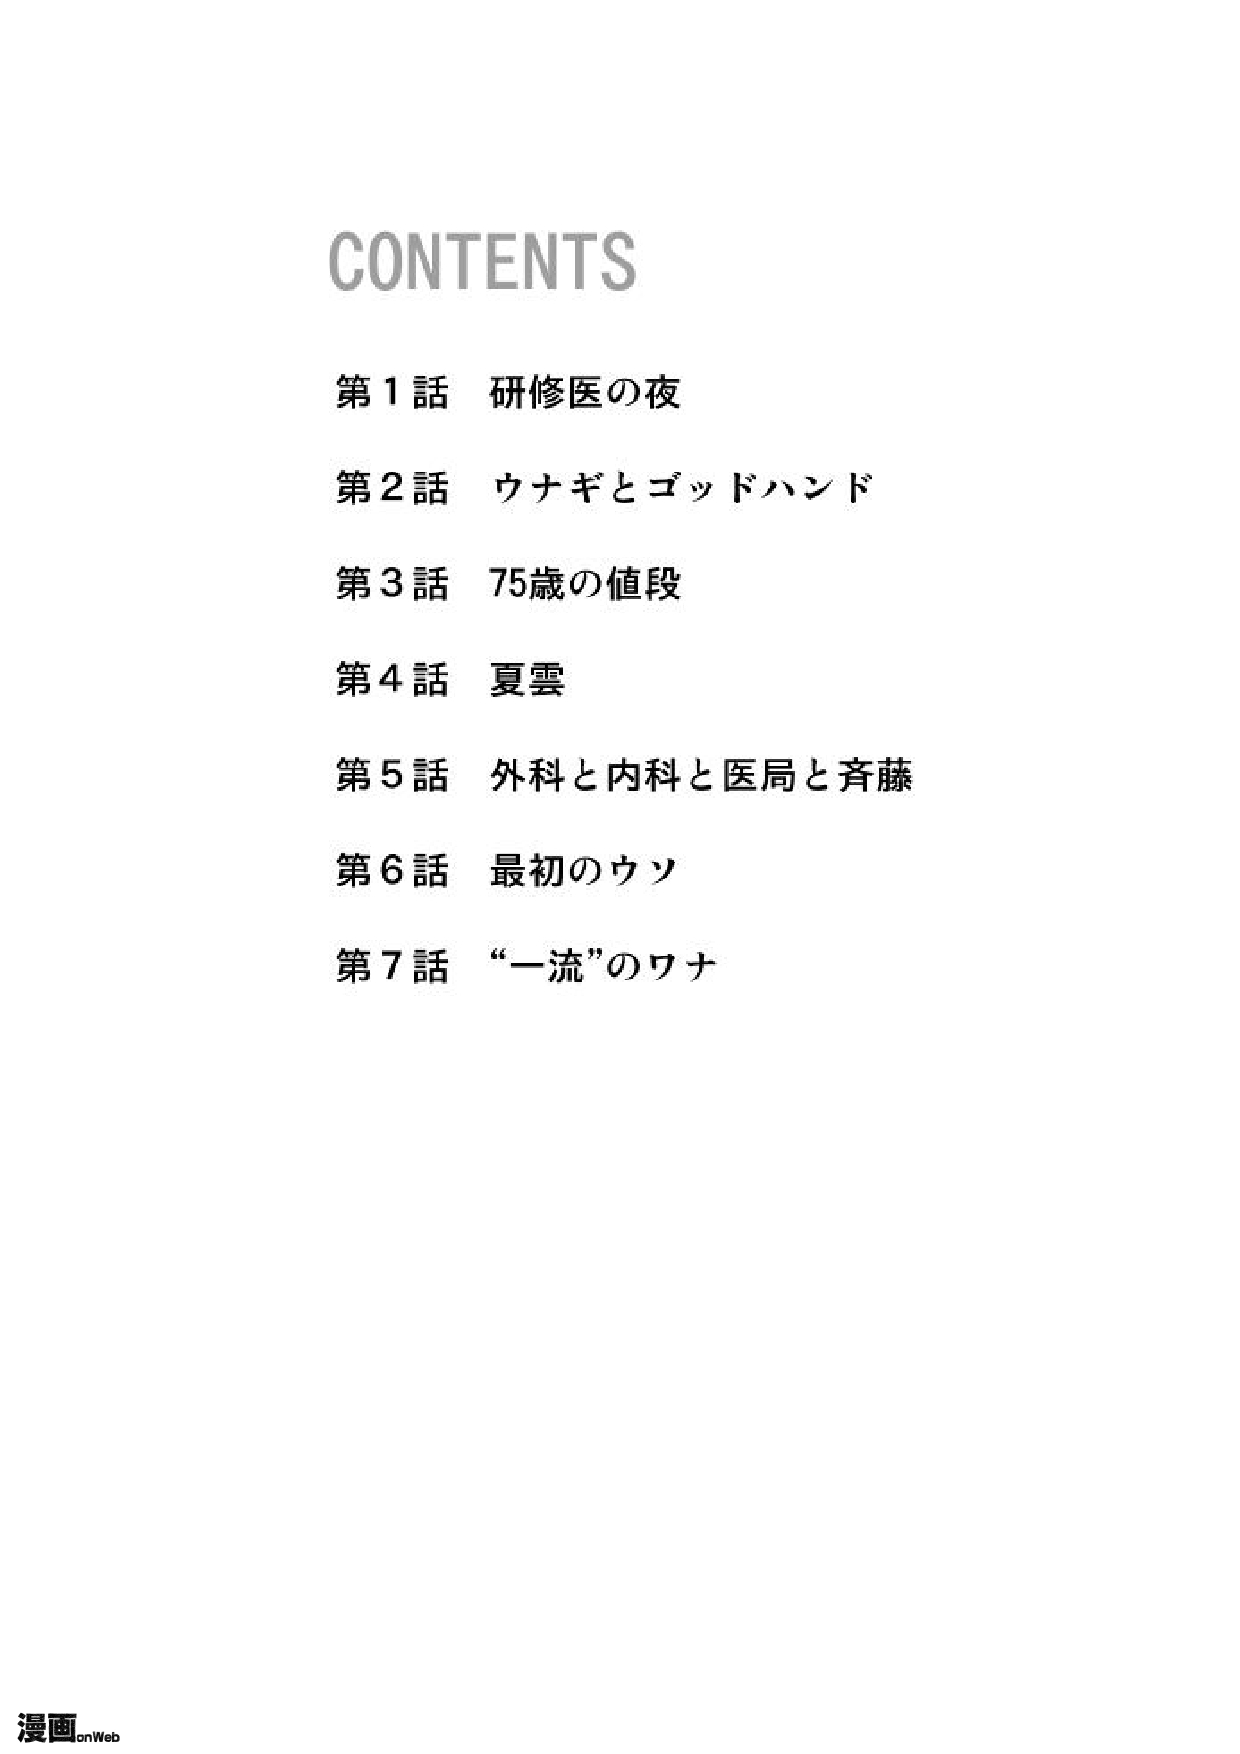 CONTENTS
第1話　研修医の夜
第2話　ウナギとゴッドハンド
第3話　75歳の値段
第4話　夏雲
第5話　外科と内科と医局と斉藤
第6話　最初のウソ
第7話　“一流”のワナ
漫画onWeb